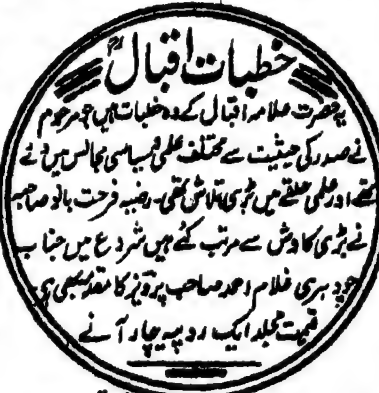 خطبات اقبالؒ
یہ حضرت علامہ اقبال کے وہ خطبات ہیں جو مرحوم
نے صدر کی حیثیت سے مختلف علمی و سیاسی مجالس میں دئے
تھے اور علمی حلقے میں بڑی تلاش تھی۔ رضیہ فرحت بانو صاحبہ
نے بڑی کاوش سے مرتب کئے ہیں شروع میں جناب
چودہری غلام احمد صاحب پرویز کا مقدمہ بھی ہے
قیمت مجلد ایک روپیہ چار آنے